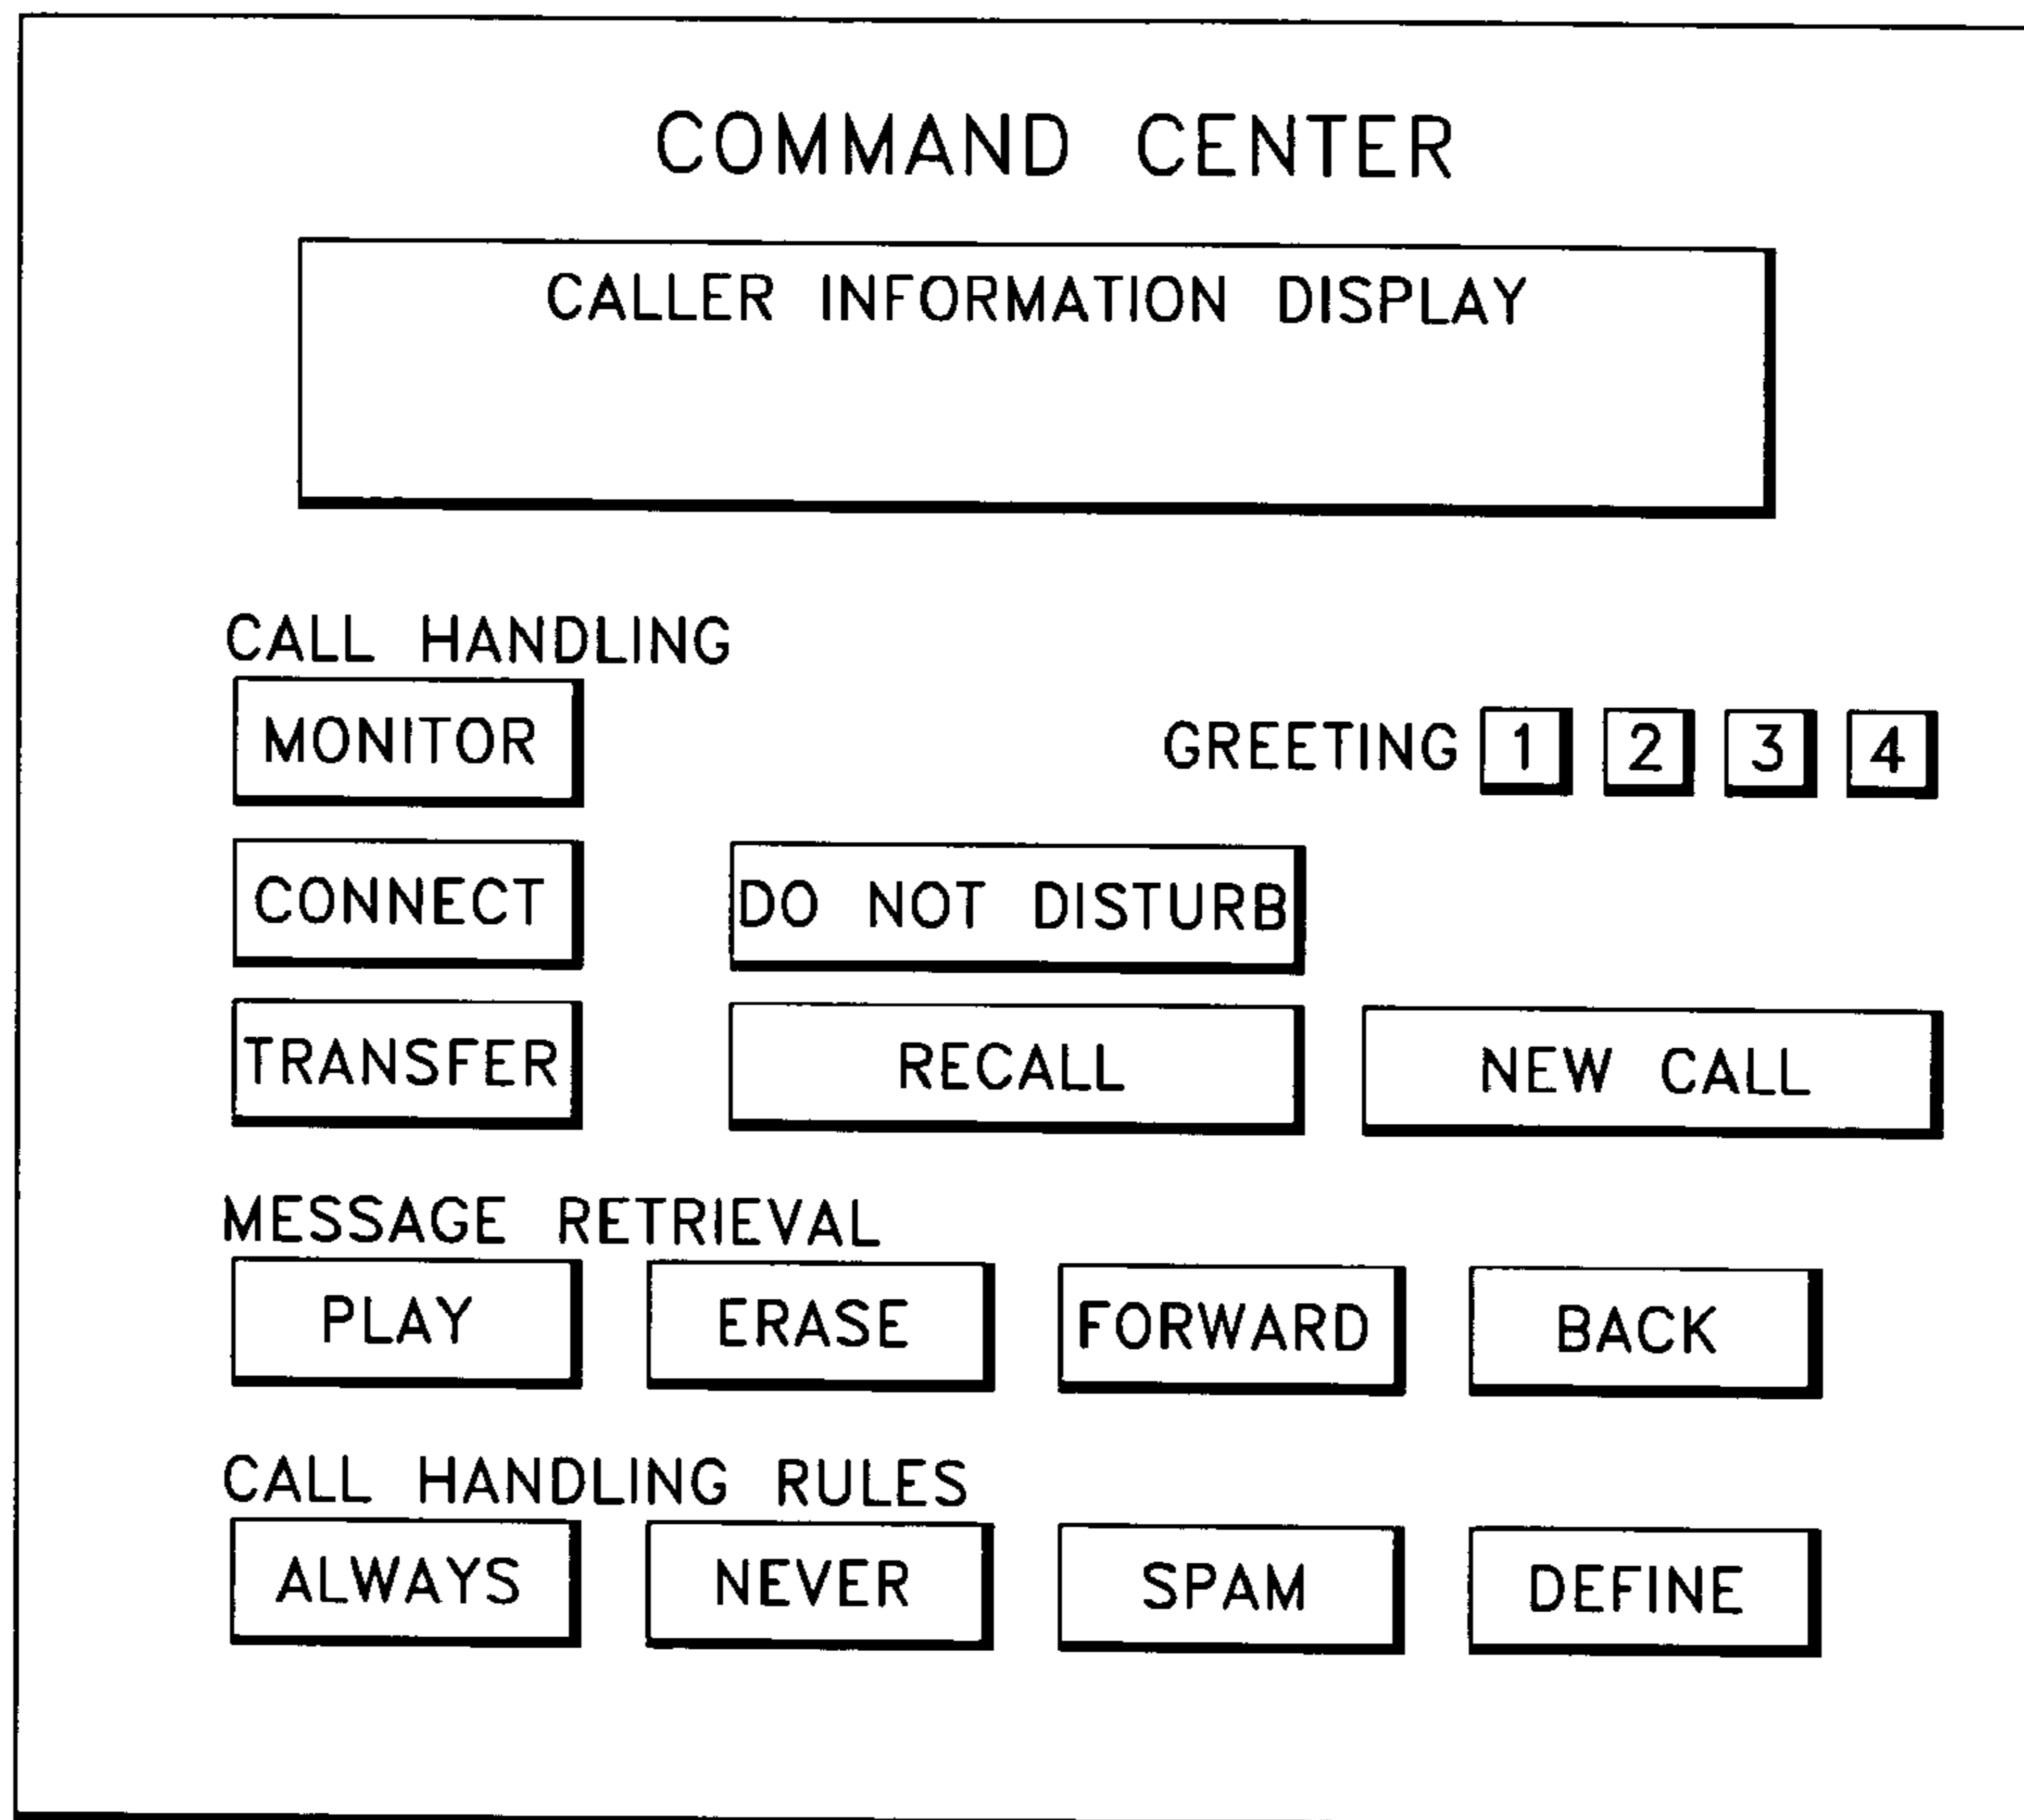 COMMAND CENTER
CALLER INFORMATION DISPLAY
CALL HANDLING
MONITOR GREETING 1 2 3 4
CONNECT DO NOT DISTURB
TRANSFER RECALL NEW CALL
MESSAGE RETRIEVAL
PLAY ERASE FORWARD BACK
CALL HANDLING RULES
ALWAYS NEVER SPAM DEFINE